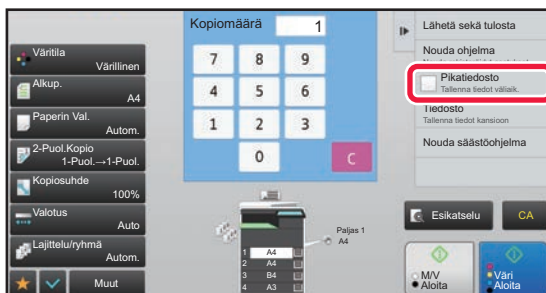 Väritila
Värillinen
Alkup.
A4
Paperin Val.
Autom.
2-Puol.Kopio
1-Puol.→1-Puol.
Kopiosuhde
100%
Valotus
Auto
Lajittelu/ryhmä
Autom.
Muut
Kopiomäärä 1
7 8 9
4 5 6
1 2 3
0 C
Paljas 1
A4
1 A4
2 A4
3 B4
4 A3
Lähetä sekä tulosta
Nouda ohjelma
Pikatiedosto
Tallenna tiedot väliaik.
Tiedosto
Tallenna tiedot kansioon
Nouda säästöohjelma
Esikatselu
CA
M/V
Aloita
Väri
Aloita